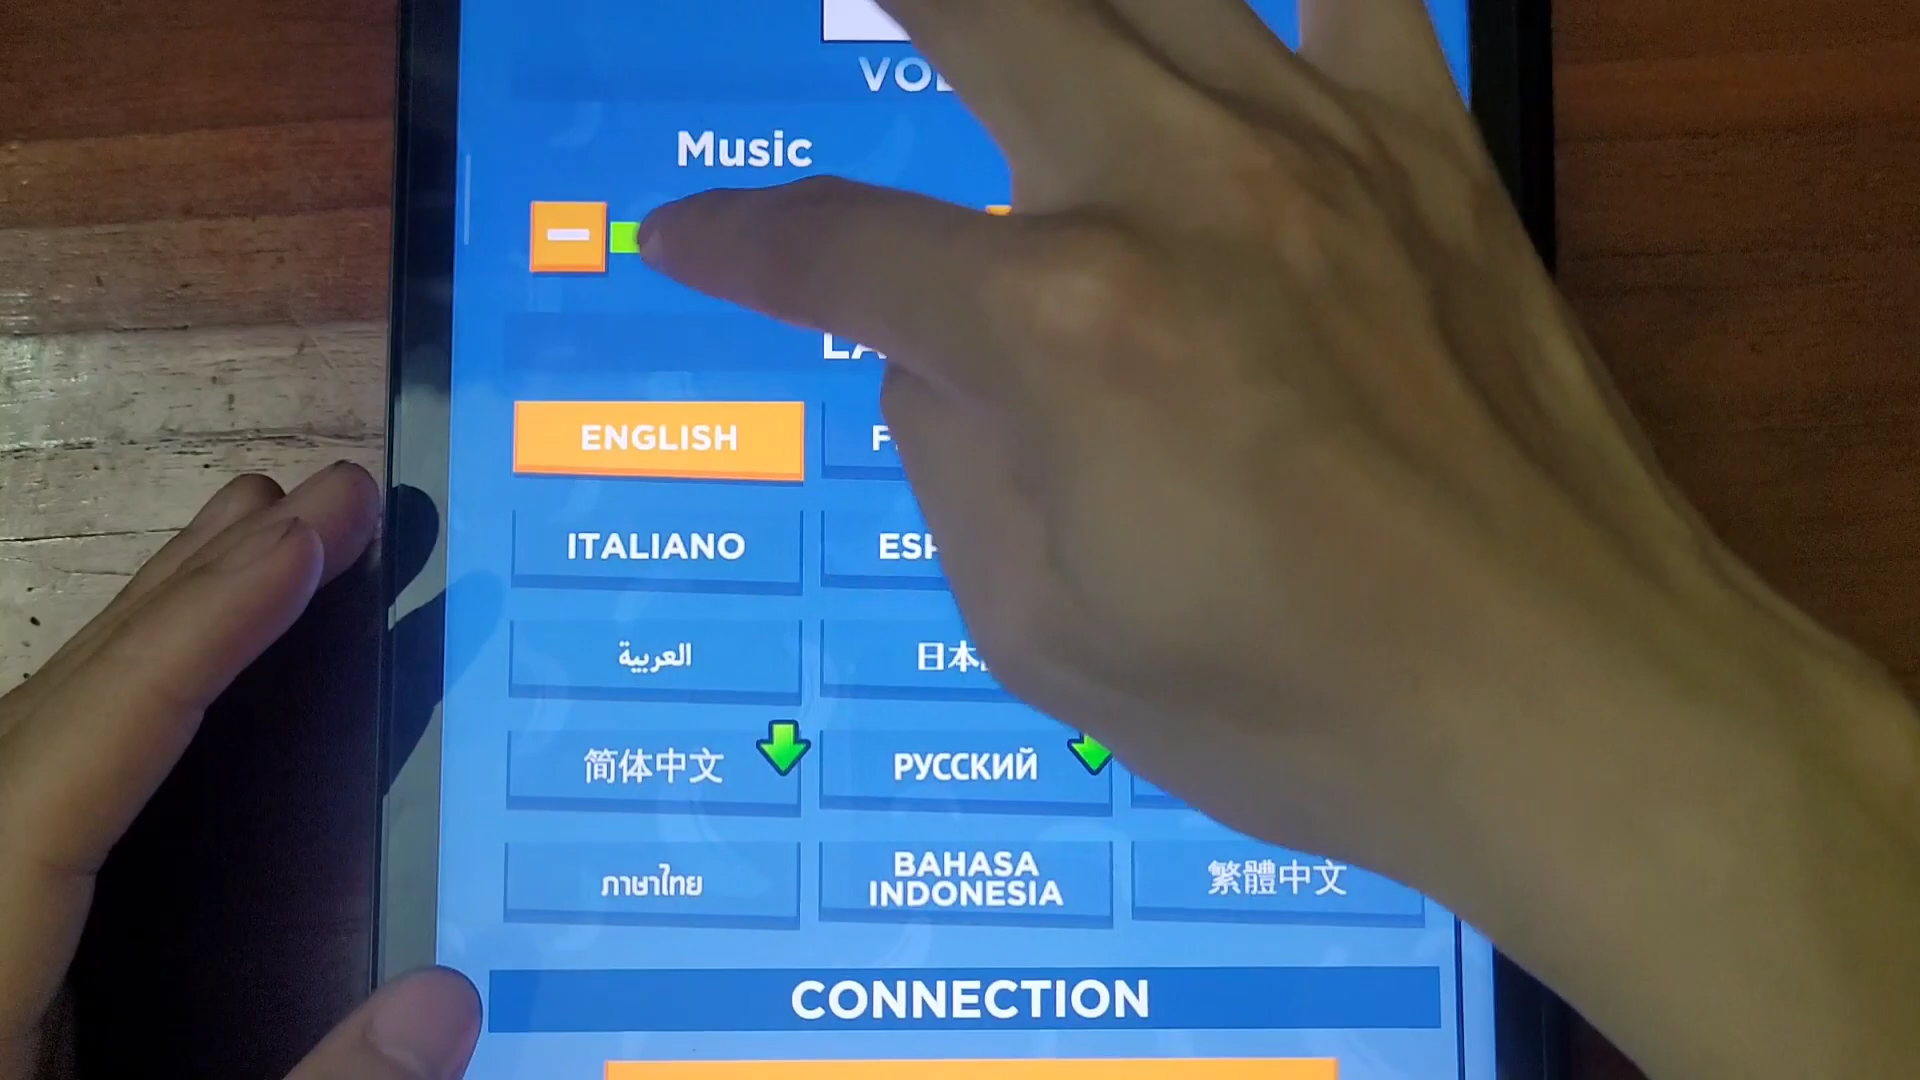 Music
ENGLISH
ITALIANO
العربية
简体中文
РУССКИЙ
ภาษาไทย
BAHASA
INDONESIA
繁體中文
CONNECTION